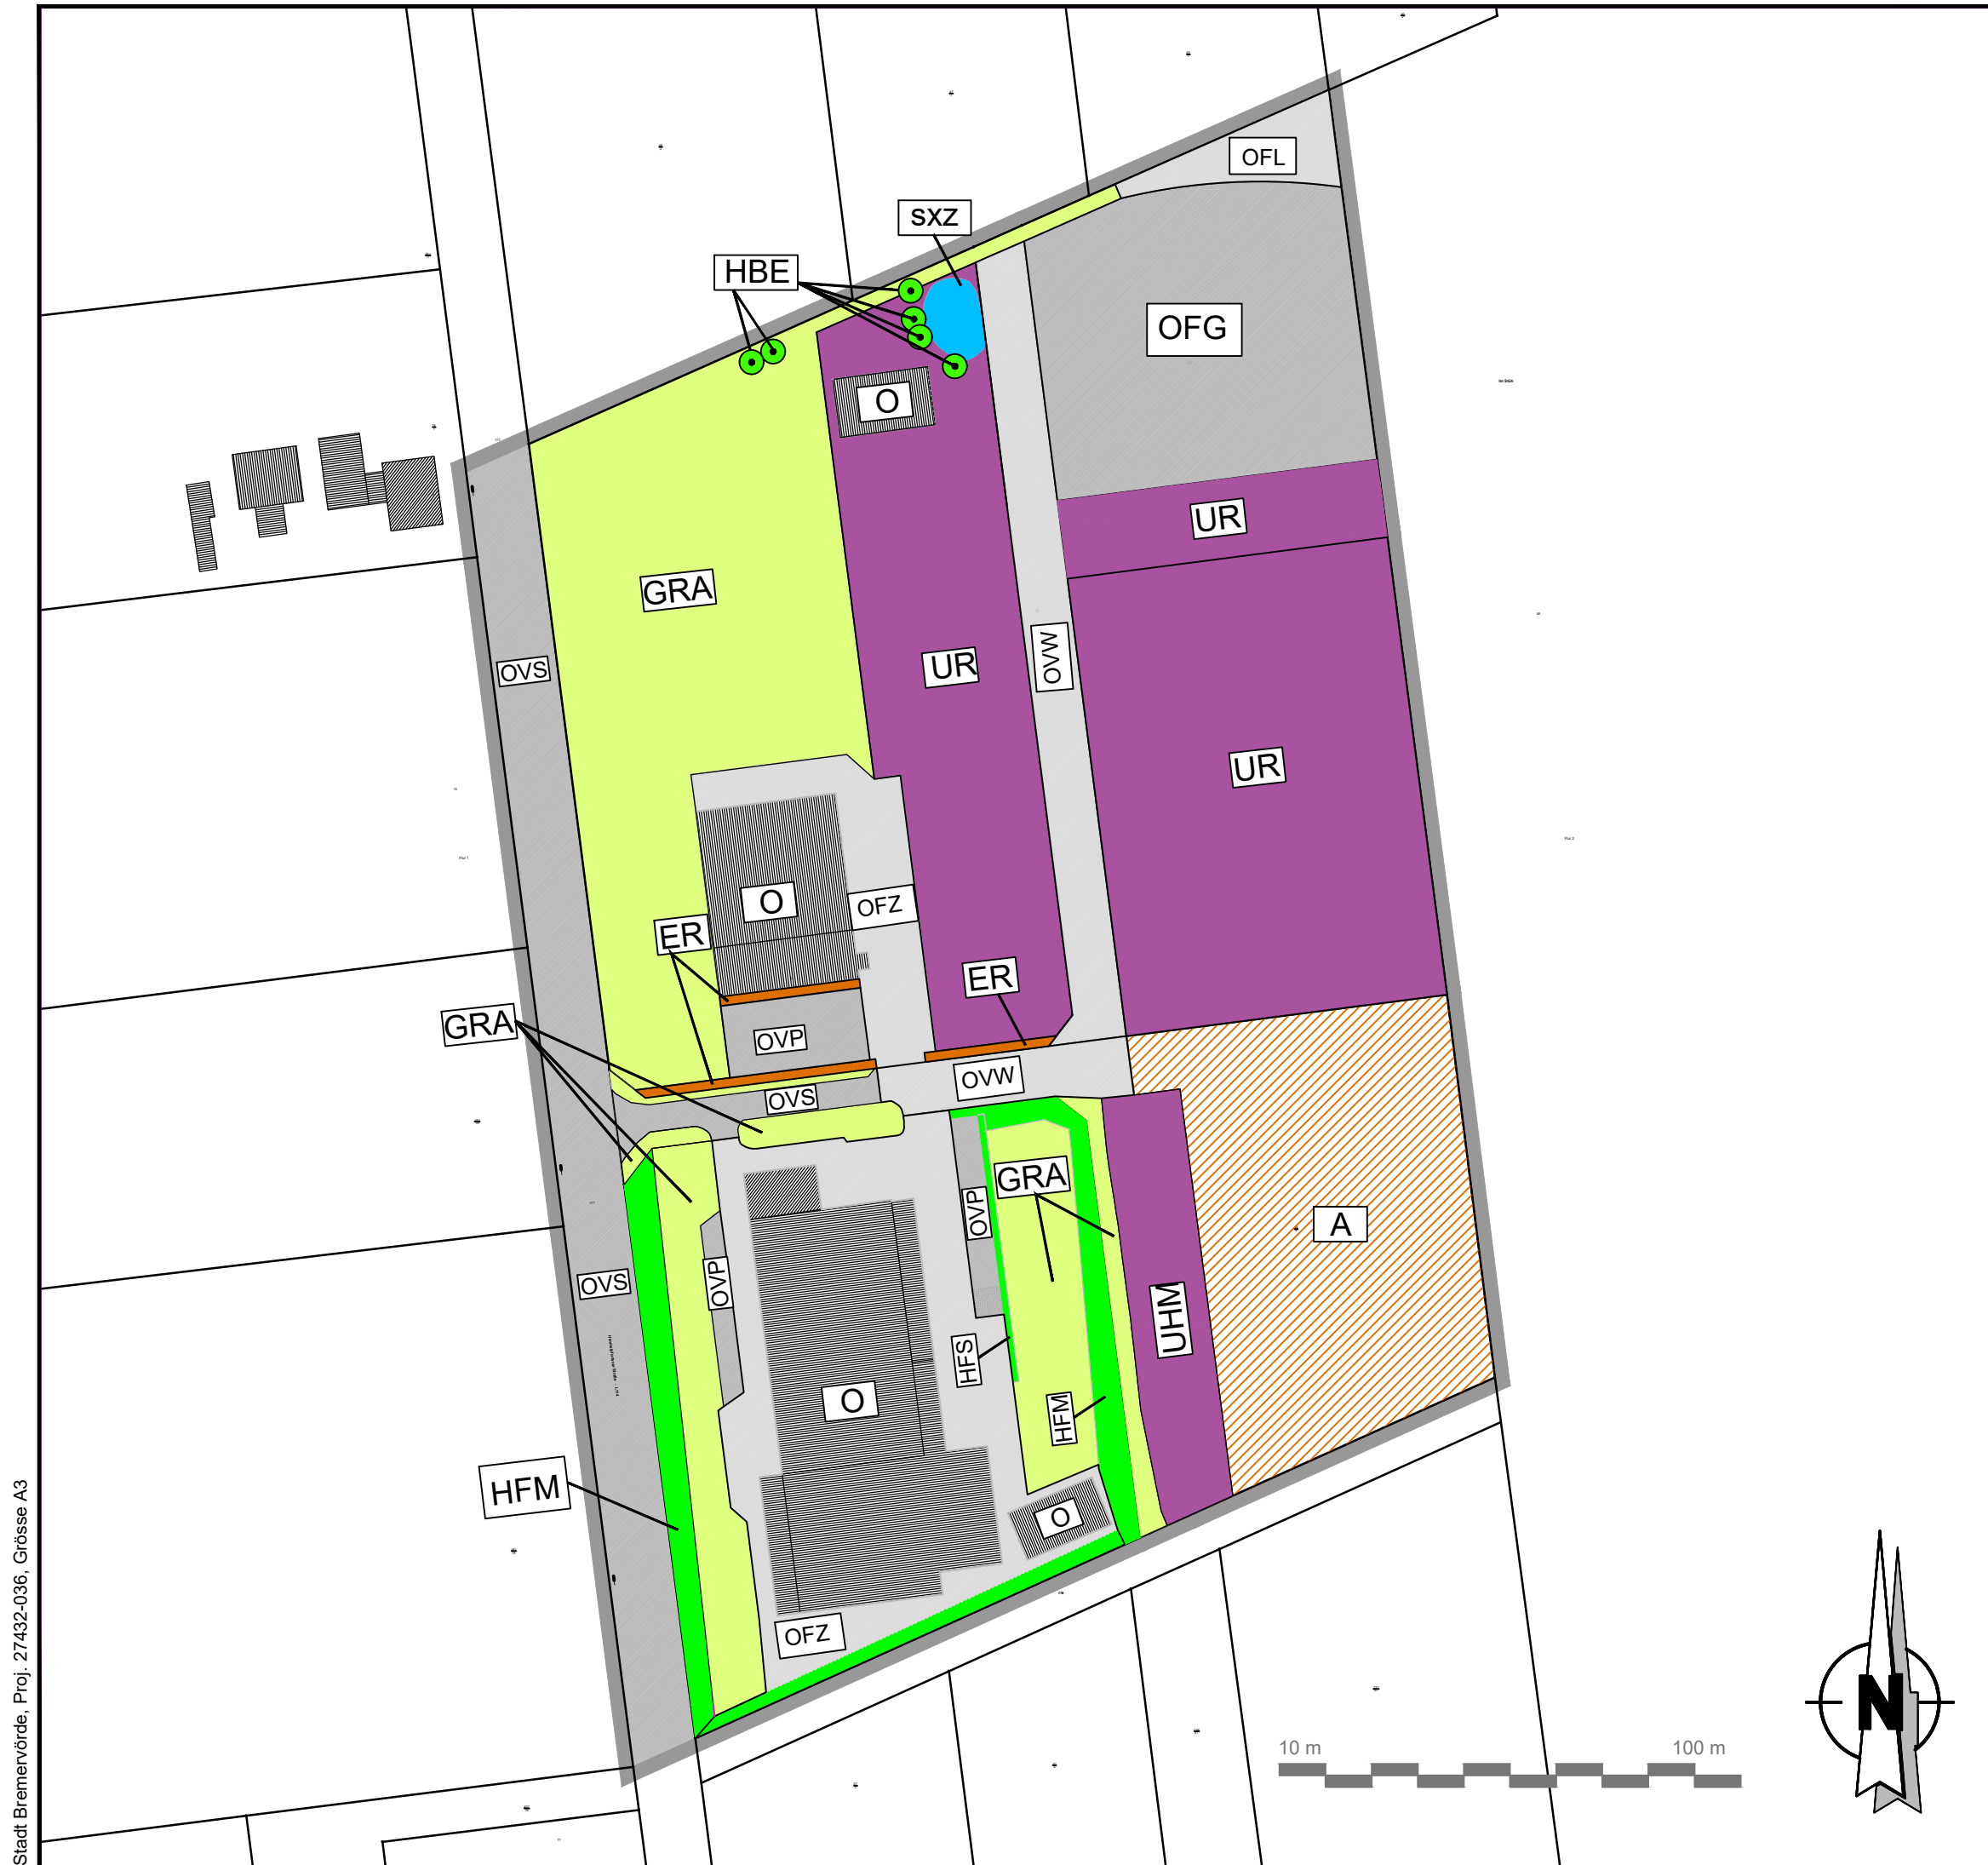 OFL
SXZ
HBE
OFG
O
UR
GRA
OVS
OVW
UR
UR
O
OFZ
ER
ER
GRA
OVP
OVW
OVS
GRA
OVP
A
OVS
OVP
UHM
HFS
O
HFM
HFM
O
OFZ
N
10 m 100 m
Stadt Bremervörde, Proj. 27432-036, Grösse A3